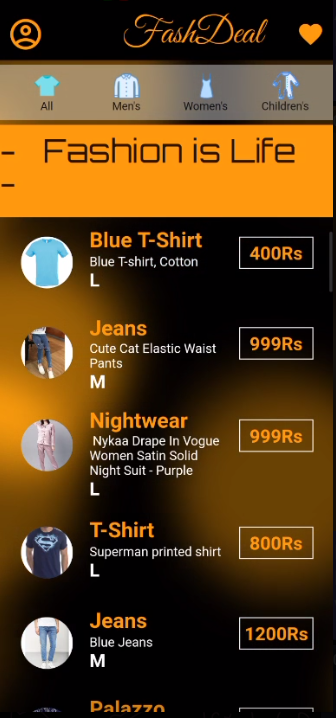 FashDeal
All Men's Women's Children's
- Fashion is Life
-
Blue T-Shirt
Blue T-shirt, Cotton
L
400Rs
Jeans
Cute Cat Elastic Waist
Pants
M
999Rs
Nightwear
Nykaa Drape In Vogue
Women Satin Solid
Night Suit - Purple
L
999Rs
T-Shirt
Superman printed shirt
L
800Rs
Jeans
Blue Jeans
M
1200Rs
Palazzo